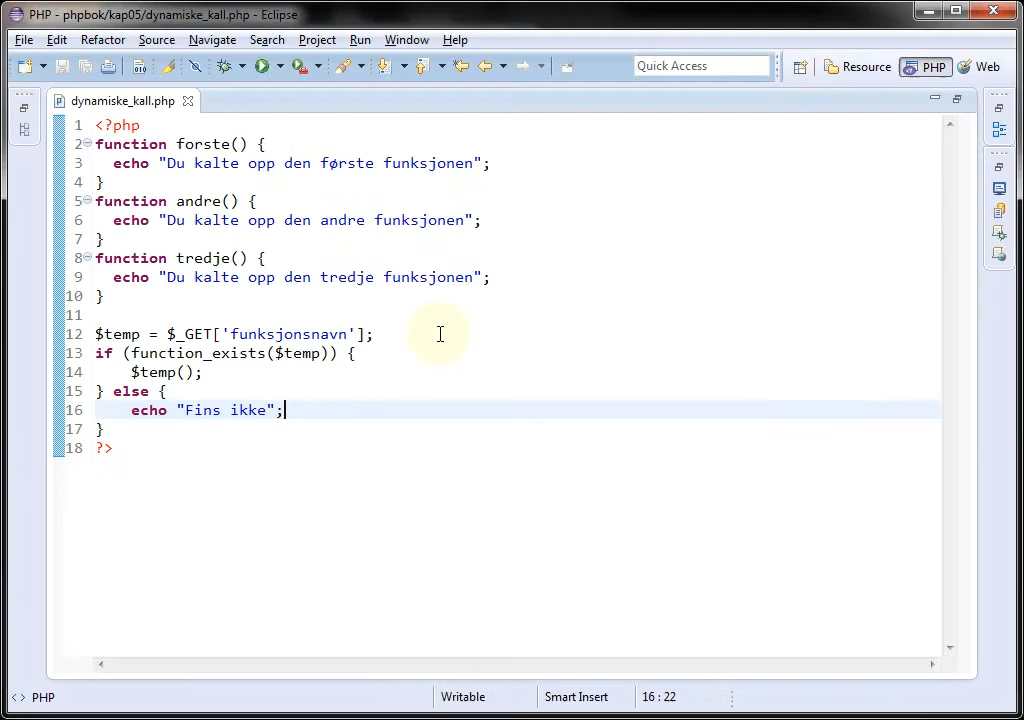 PHP - phpbok/kap05/dynamiske_kall.php - Eclipse
File Edit Refactor Source Navigate Search Project Run Window Help
Quick Access
Resource
PHP
Web
dynamiske_kall.php
1 <?php
2 function forste() {
3 echo "Du kalte opp den første funksjonen";
4 }
5 function andre() {
6 echo "Du kalte opp den andre funksjonen";
7 }
8 function tredje() {
9 echo "Du kalte opp den tredje funksjonen";
10 }
11
12 $temp = $_GET['funksjonsnavn'];
13 if (function_exists($temp)) {
14 $temp();
15 } else {
16 echo "Fins ikke";
17 }
18 ?>
PHP
Writable
Smart Insert
16 : 22